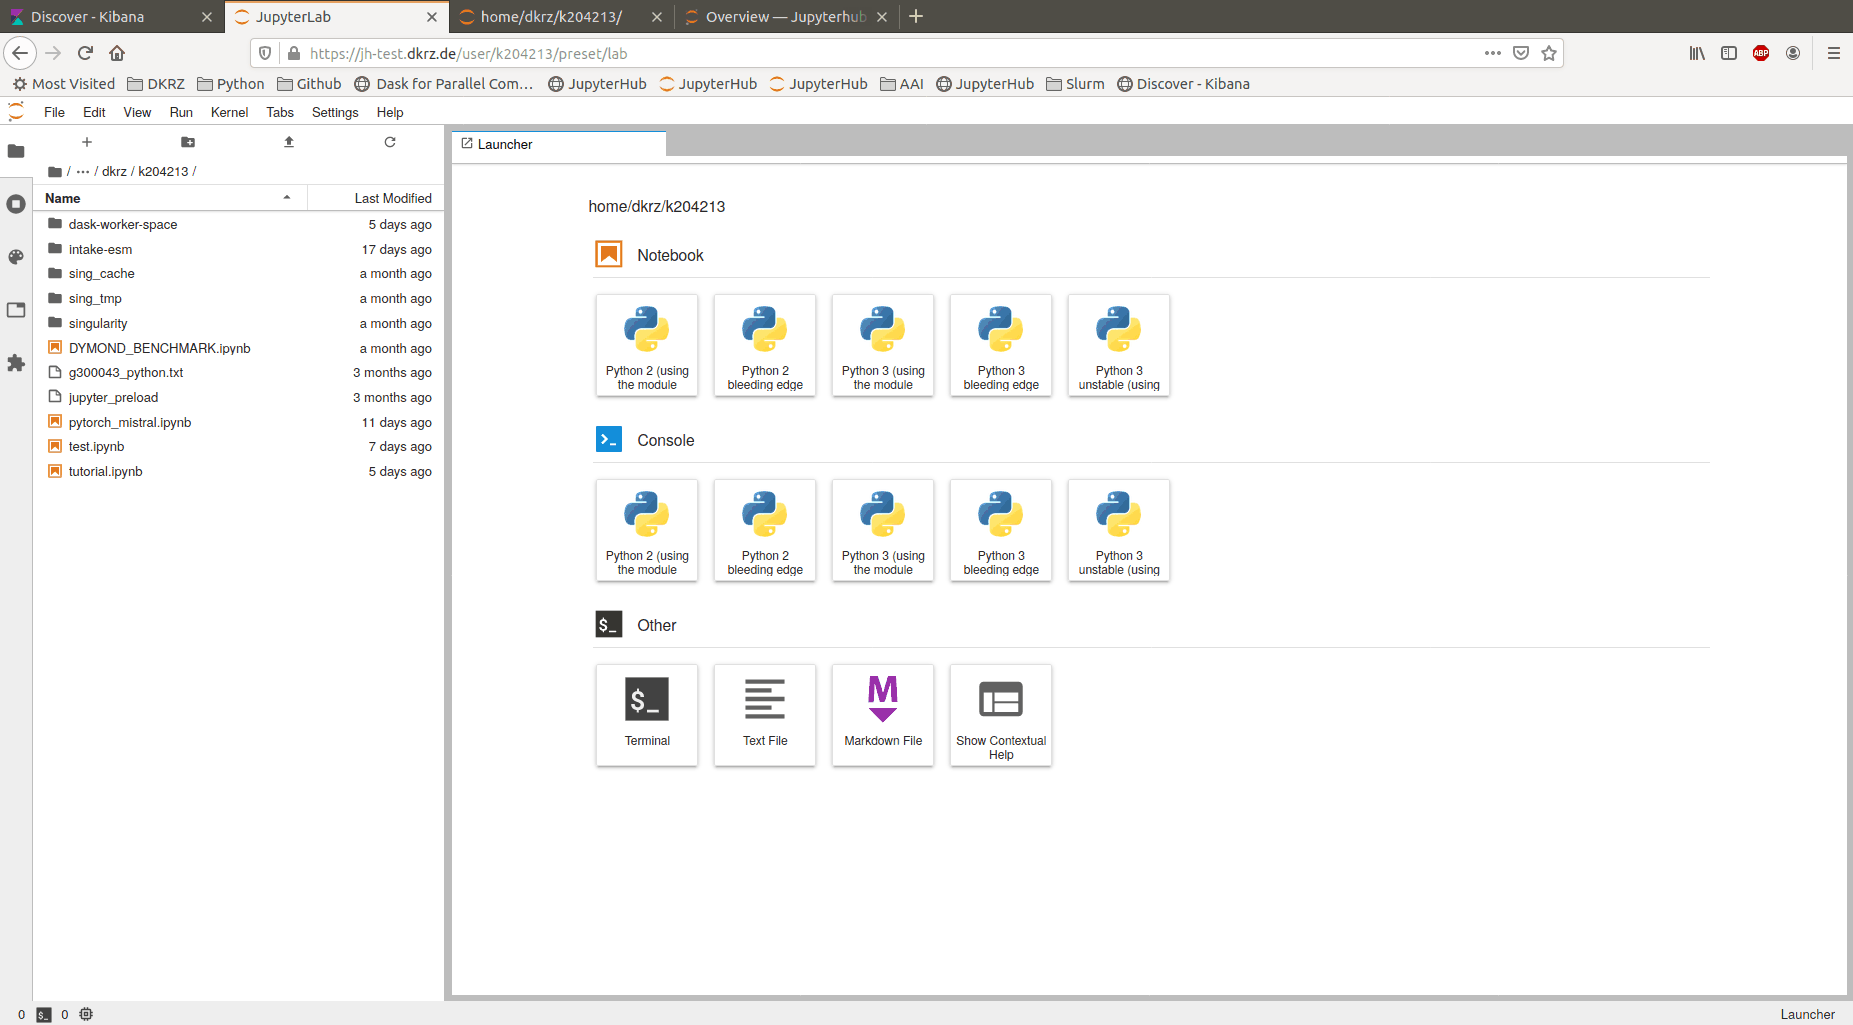 Discover - Kibana
JupyterLab
home/dkrz/k204213/
Overview — Jupyterhub
https://jh-test.dkrz.de/user/k204213/preset/lab
ABP
Most Visited DKRZ Python Github Dask for Parallel Com... JupyterHub JupyterHub JupyterHub AAI JupyterHub Slurm Discover - Kibana
File Edit View Run Kernel Tabs Settings Help
/ ··· / dkrz / k204213 /
Name Last Modified
dask-worker-space 5 days ago
intake-esm 17 days ago
sing_cache a month ago
sing_tmp a month ago
singularity a month ago
DYMOND_BENCHMARK.ipynb a month ago
g300043_python.txt 3 months ago
jupyter_preload 3 months ago
pytorch_mistral.ipynb 11 days ago
test.ipynb 7 days ago
tutorial.ipynb 5 days ago
Launcher
home/dkrz/k204213
Notebook
Python 2 (using
the module
Python 2
bleeding edge
Python 3 (using
the module
Python 3
bleeding edge
Python 3
unstable (using
Console
Python 2 (using
the module
Python 2
bleeding edge
Python 3 (using
the module
Python 3
bleeding edge
Python 3
unstable (using
$_ Other
$_
Terminal
Text File
M
Markdown File
Show Contextual
Help
0 $_ 0
Launcher